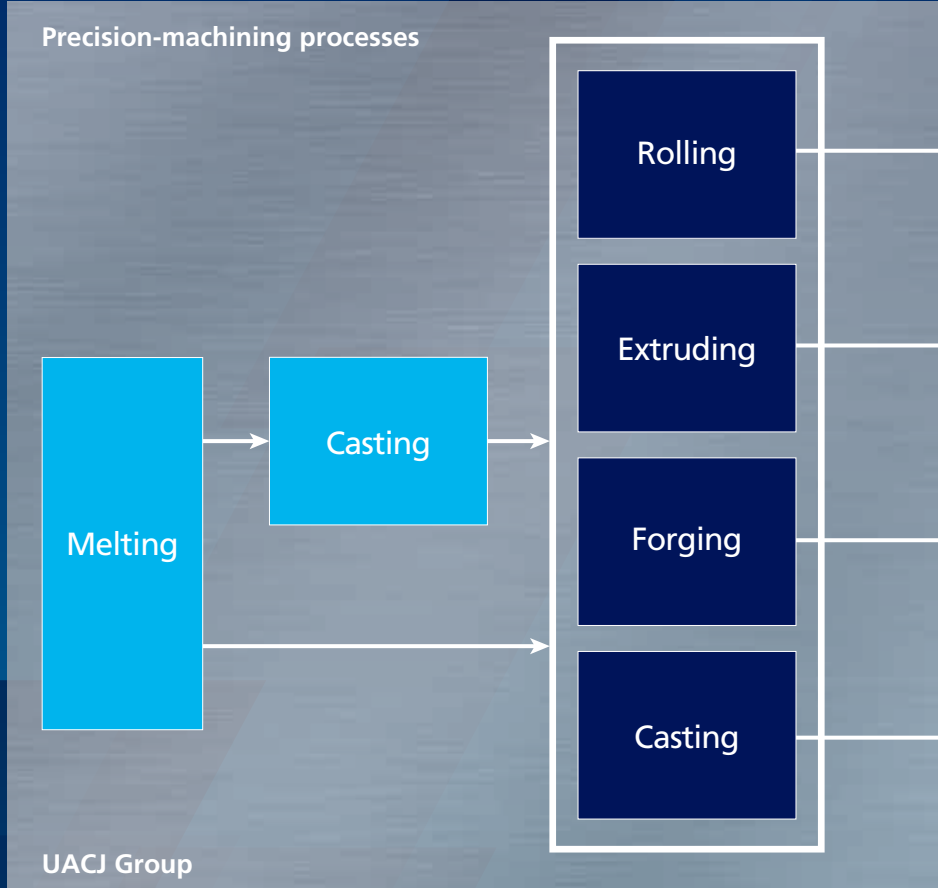 Precision-machining processes
Rolling
Extruding
Melting
Casting
Forging
Casting
UACJ Group